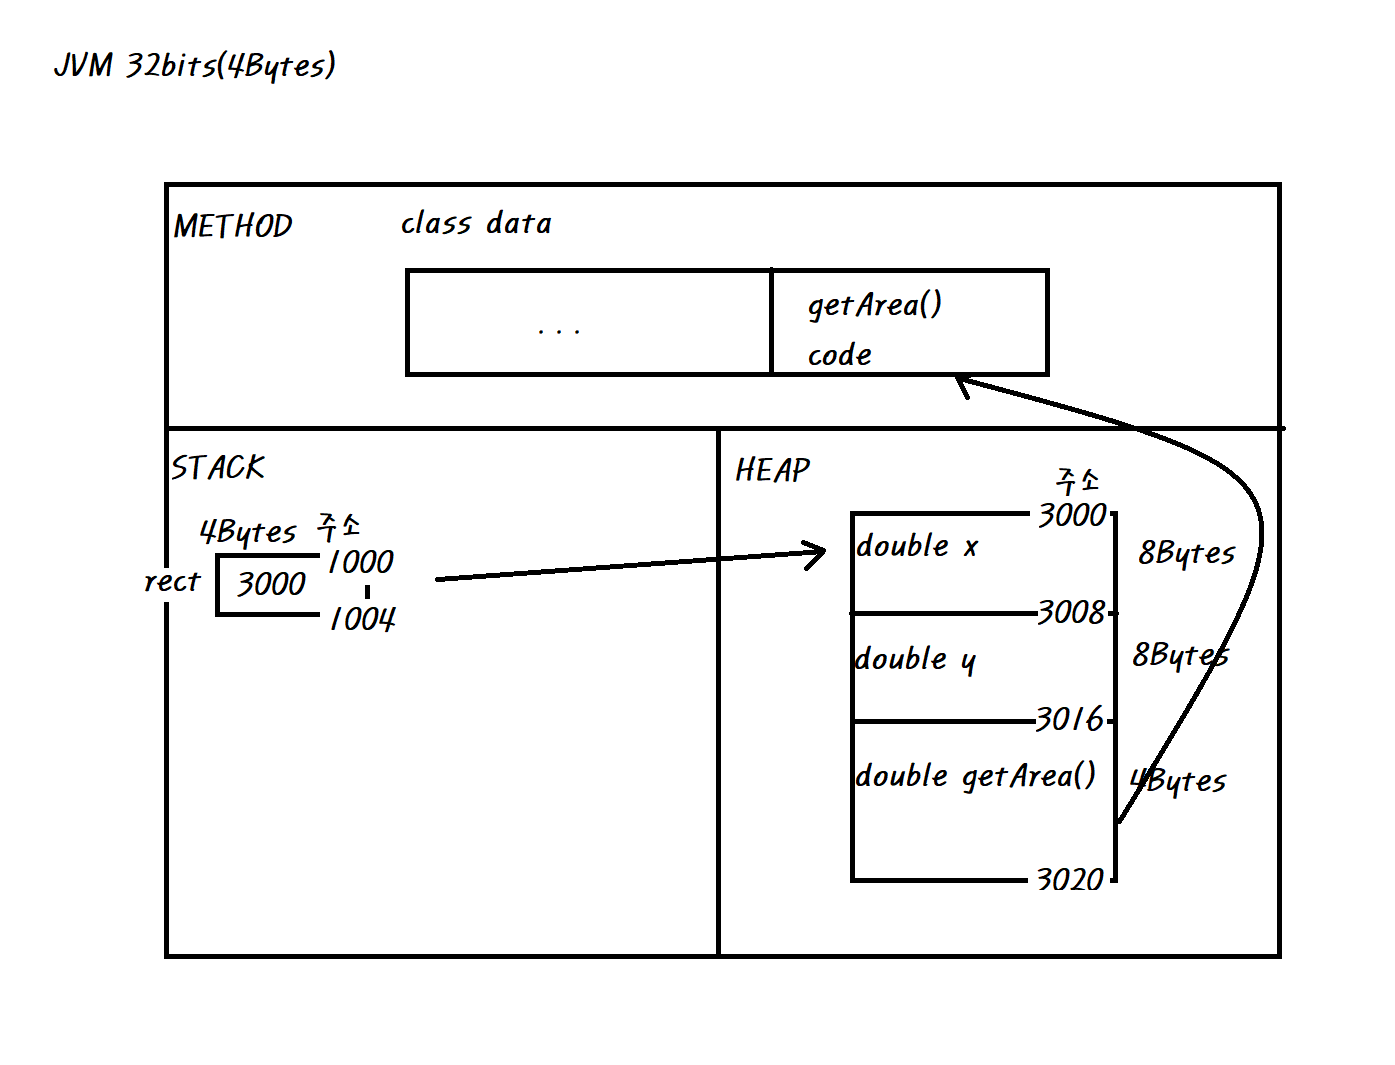 JVM 32bits(4Bytes)
METHOD
class data
...
getArea()
code
STACK
4Bytes 주소
rect
3000
1000
1004
HEAP
주소
3000
double x
8Bytes
3008
double y
8Bytes
3016
double getArea()
4Bytes
3020